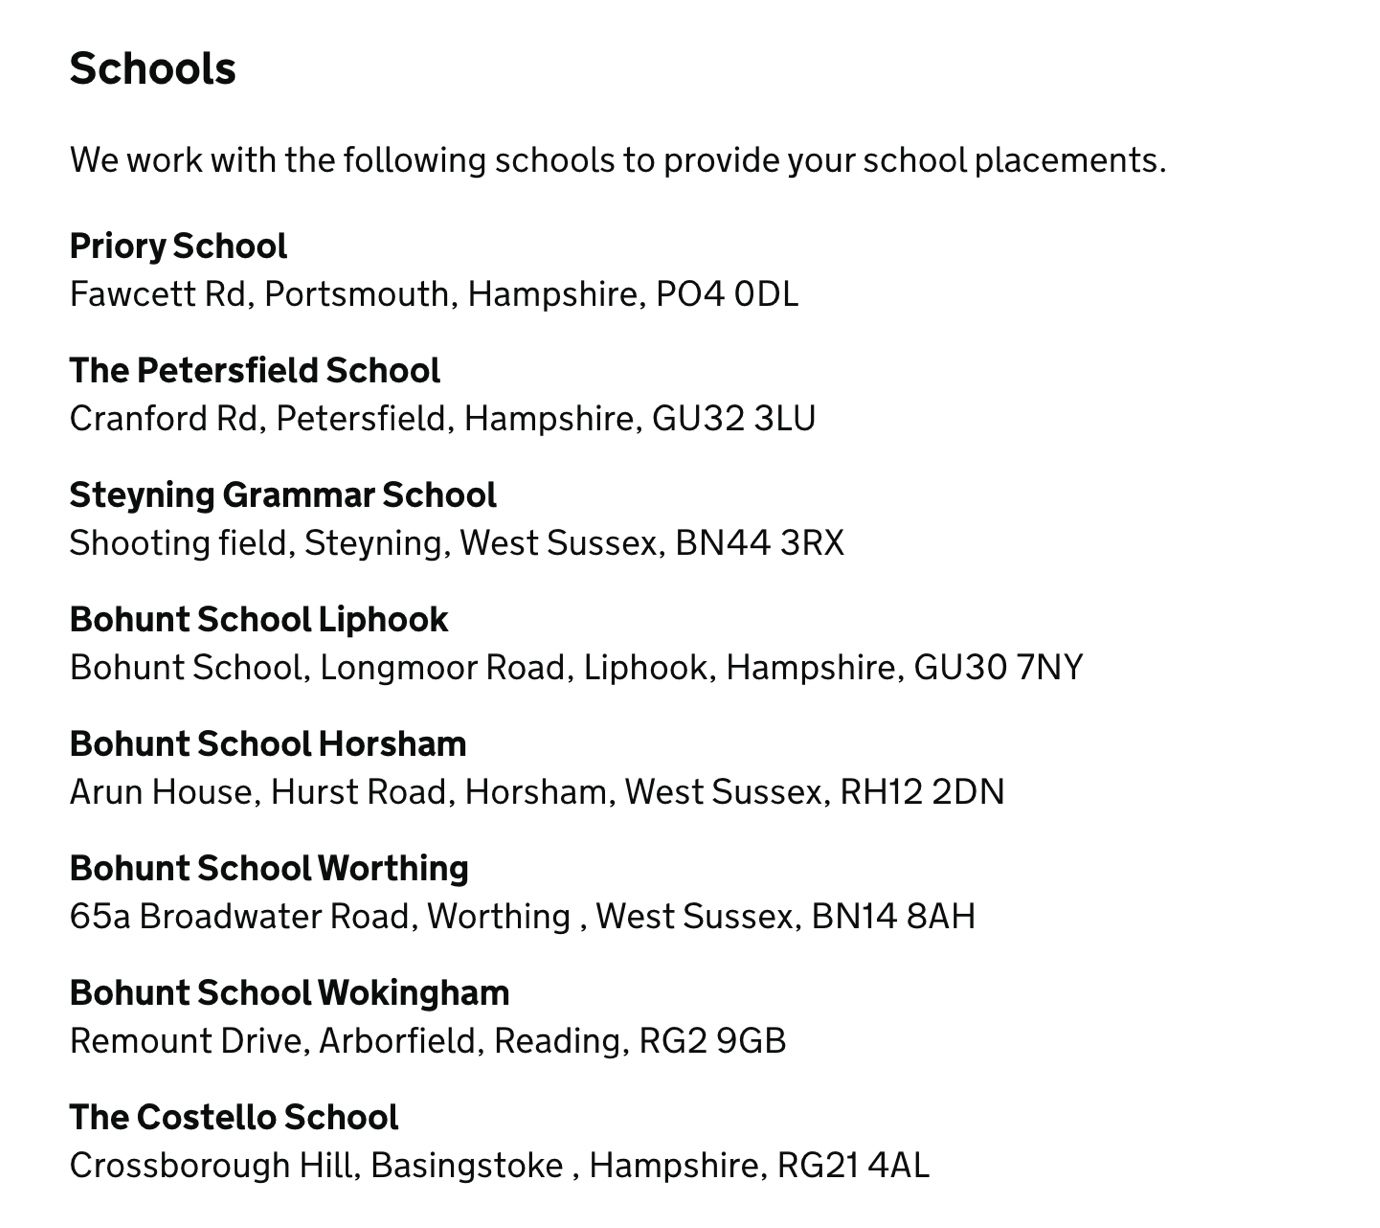 Schools
We work with the following schools to provide your school placements.
Priory School
Fawcett Rd, Portsmouth, Hampshire, PO4 0DL
The Petersfield School
Cranford Rd, Petersfield, Hampshire, GU32 3LU
Steyning Grammar School
Shooting field, Steyning, West Sussex, BN44 3RX
Bohunt School Liphook
Bohunt School, Longmoor Road, Liphook, Hampshire, GU30 7NY
Bohunt School Horsham
Arun House, Hurst Road, Horsham, West Sussex, RH12 2DN
Bohunt School Worthing
65a Broadwater Road, Worthing , West Sussex, BN14 8AH
Bohunt School Wokingham
Remount Drive, Arborfield, Reading, RG2 9GB
The Costello School
Crossborough Hill, Basingstoke , Hampshire, RG21 4AL